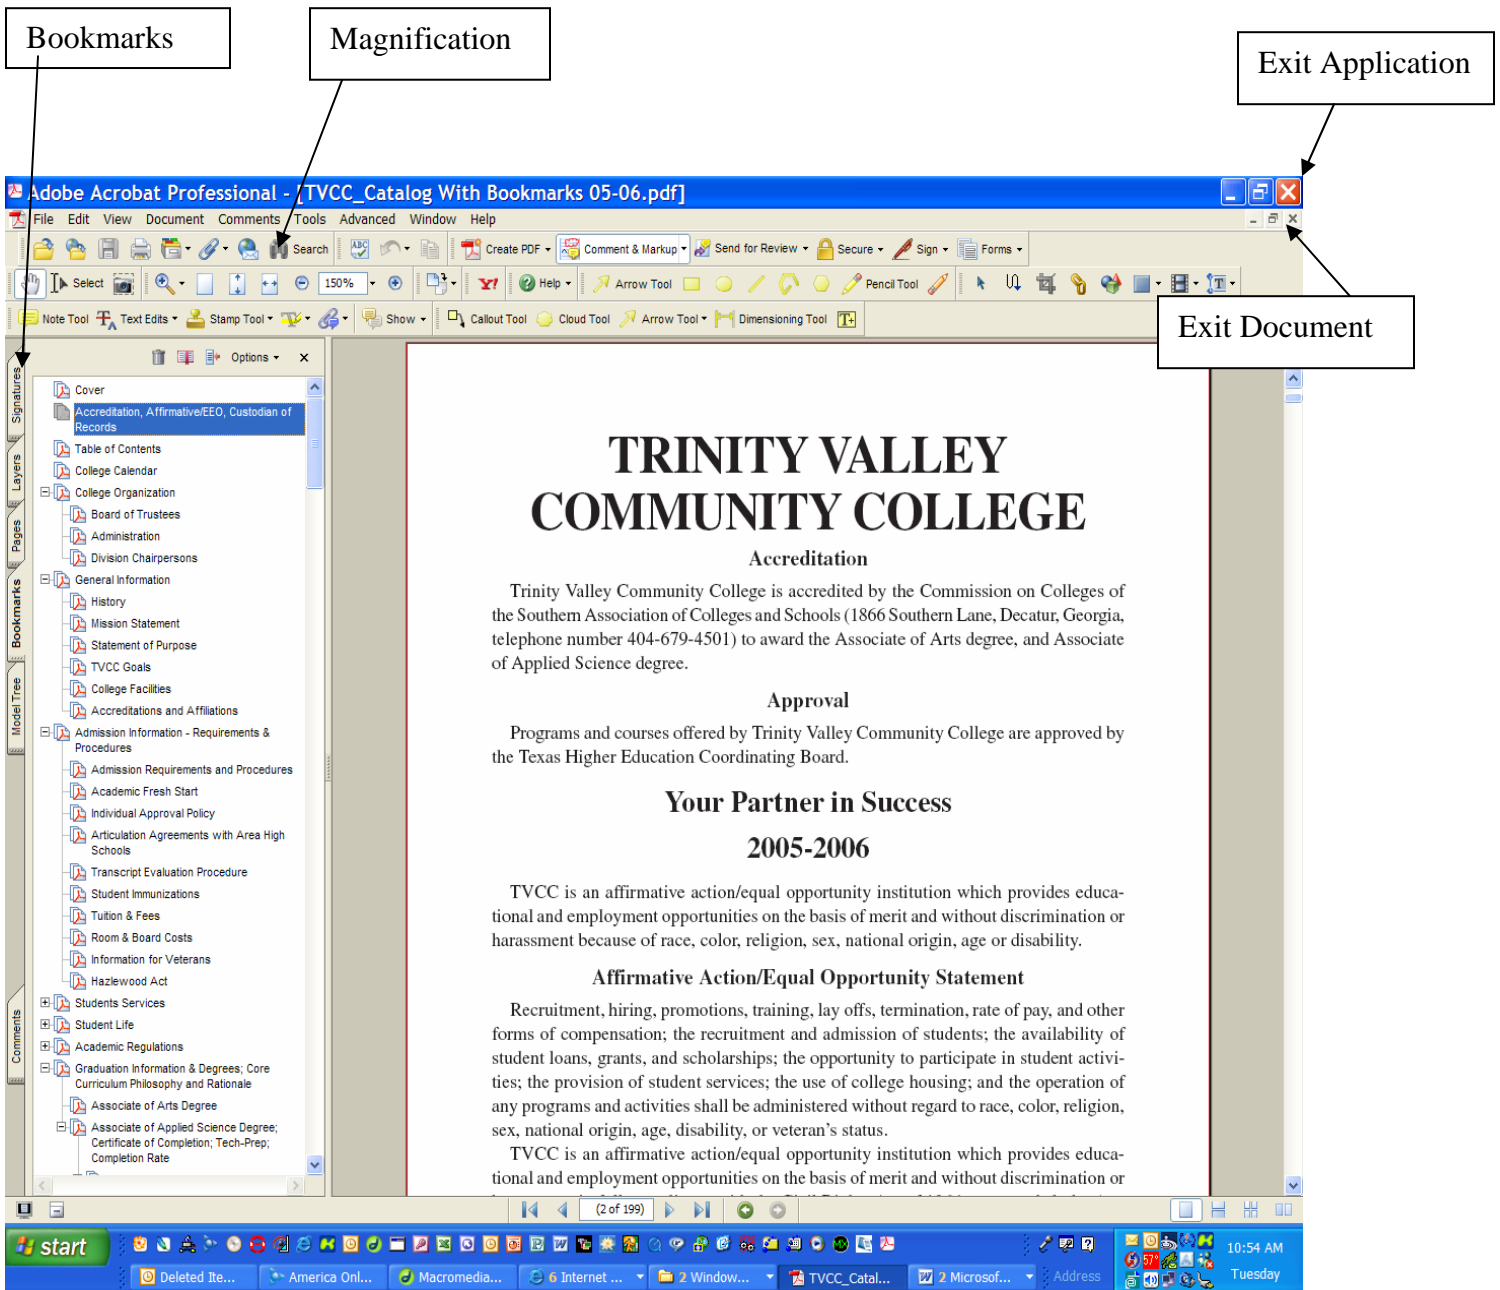 Bookmarks
Magnification
Exit Application
Adobe Acrobat Professional - [TVCC_Catalog With Bookmarks 05-06.pdf]
File Edit View Document Comments Tools Advanced Window Help
Search ABC Create PDF Comment & Markup Send for Review Secure Sign Forms
Select 150% Y! Help Arrow Tool Pencil Tool
Note Tool Text Edits Stamp Tool Show Callout Tool Cloud Tool Arrow Tool Dimensioning Tool
Exit Document
Options
Signatures
Layers
Pages
Bookmarks
Model Tree
Comments
Cover
Accreditation, Affirmative/EEO, Custodian of
Records
Table of Contents
College Calendar
College Organization
Board of Trustees
Administration
Division Chairpersons
General Information
History
Mission Statement
Statement of Purpose
TVCC Goals
College Facilities
Accreditations and Affiliations
Admission Information - Requirements &
Procedures
Admission Requirements and Procedures
Academic Fresh Start
Individual Approval Policy
Articulation Agreements with Area High
Schools
Transcript Evaluation Procedure
Student Immunizations
Tuition & Fees
Room & Board Costs
Information for Veterans
Hazlewood Act
Students Services
Student Life
Academic Regulations
Graduation Information & Degrees; Core
Curriculum Philosophy and Rationale
Associate of Arts Degree
Associate of Applied Science Degree;
Certificate of Completion; Tech-Prep;
Completion Rate
TRINITY VALLEY
COMMUNITY COLLEGE
Accreditation
Trinity Valley Community College is accredited by the Commission on Colleges of
the Southern Association of Colleges and Schools (1866 Southern Lane, Decatur, Georgia,
telephone number 404-679-4501) to award the Associate of Arts degree, and Associate
of Applied Science degree.
Approval
Programs and courses offered by Trinity Valley Community College are approved by
the Texas Higher Education Coordinating Board.
Your Partner in Success
2005-2006
TVCC is an affirmative action/equal opportunity institution which provides educa-
tional and employment opportunities on the basis of merit and without discrimination or
harassment because of race, color, religion, sex, national origin, age or disability.
Affirmative Action/Equal Opportunity Statement
Recruitment, hiring, promotions, training, lay offs, termination, rate of pay, and other
forms of compensation; the recruitment and admission of students; the availability of
student loans, grants, and scholarships; the opportunity to participate in student activi-
ties; the provision of student services; the use of college housing; and the operation of
any programs and activities shall be administered without regard to race, color, religion,
sex, national origin, age, disability, or veteran's status.
TVCC is an affirmative action/equal opportunity institution which provides educa-
tional and employment opportunities on the basis of merit and without discrimination or
(2 of 199)
start
10:54 AM
Deleted Ite... America Onl... Macromedia... 6 Internet ... 2 Window... TVCC_Catal... 2 Microsof... Address
57°
Tuesday